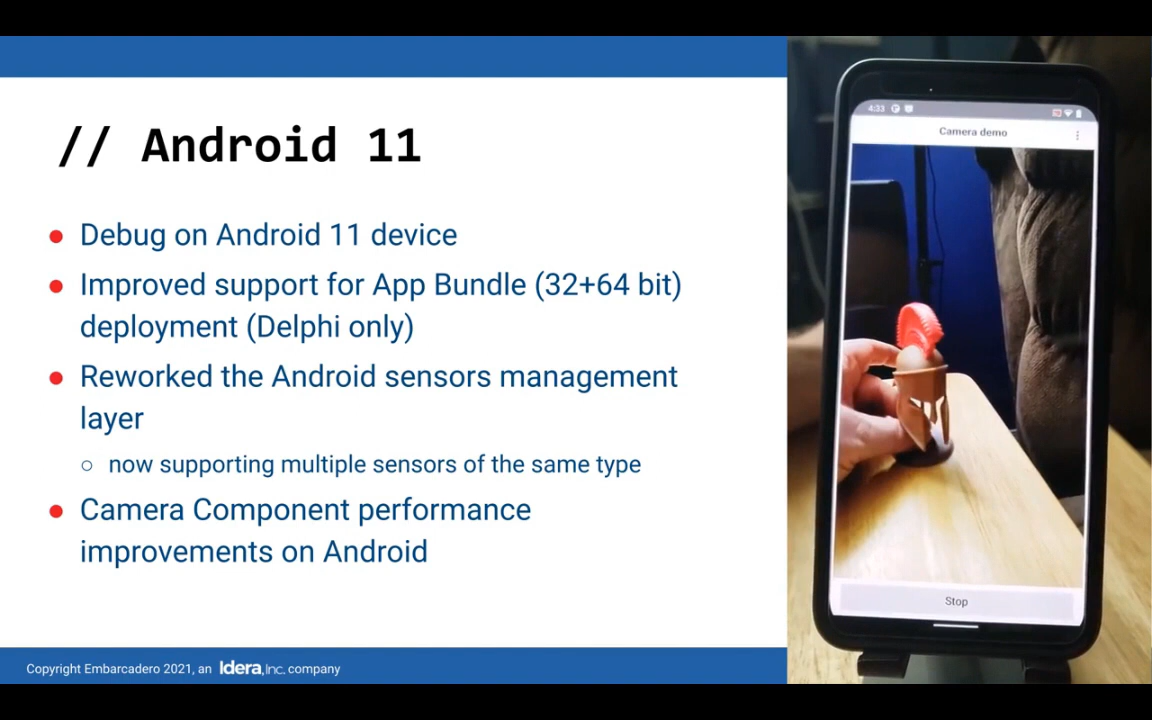 // Android 11
● Debug on Android 11 device
● Improved support for App Bundle (32+64 bit)
deployment (Delphi only)
● Reworked the Android sensors management
layer
○ now supporting multiple sensors of the same type
● Camera Component performance
improvements on Android
Copyright Embarcadero 2021, an Idera, Inc. company
4:33
Camera demo
Stop